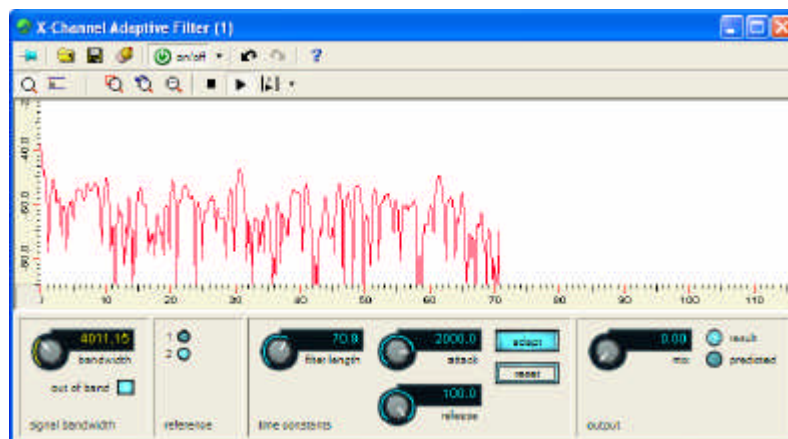 X-Channel Adaptive Filter (1)
on/off
-40.0
-60.0
-80.0
10 20 30 40 50 60 70 80 90 100 110
4011.15
bandwidth
out of band
signal bandwidth
1
2
reference
70.9
filter length
2000.0
attack
100.0
release
adapt
reset
time constants
0.00
mix
result
predicted
output